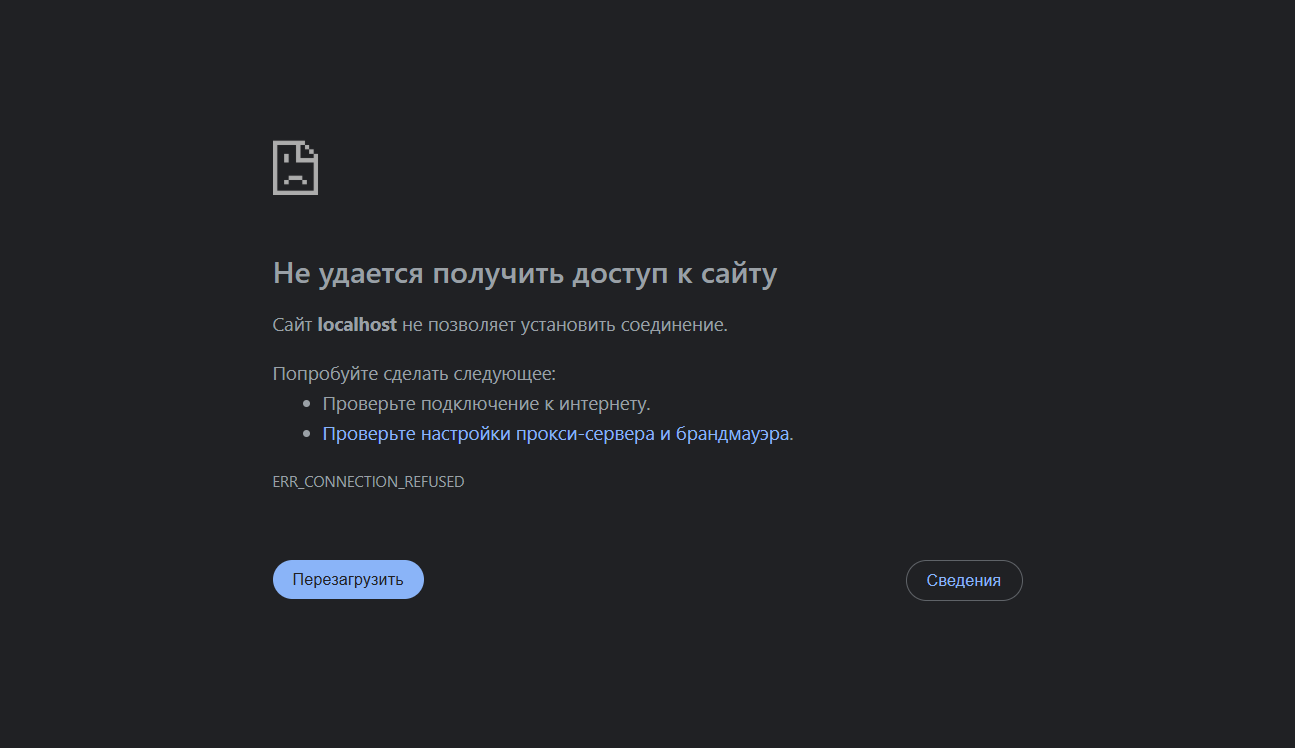 Не удается получить доступ к сайту
Сайт localhost не позволяет установить соединение.
Попробуйте сделать следующее:
Проверьте подключение к интернету.
Проверьте настройки прокси-сервера и брандмауэра.
ERR_CONNECTION_REFUSED
Перезагрузить
Сведения